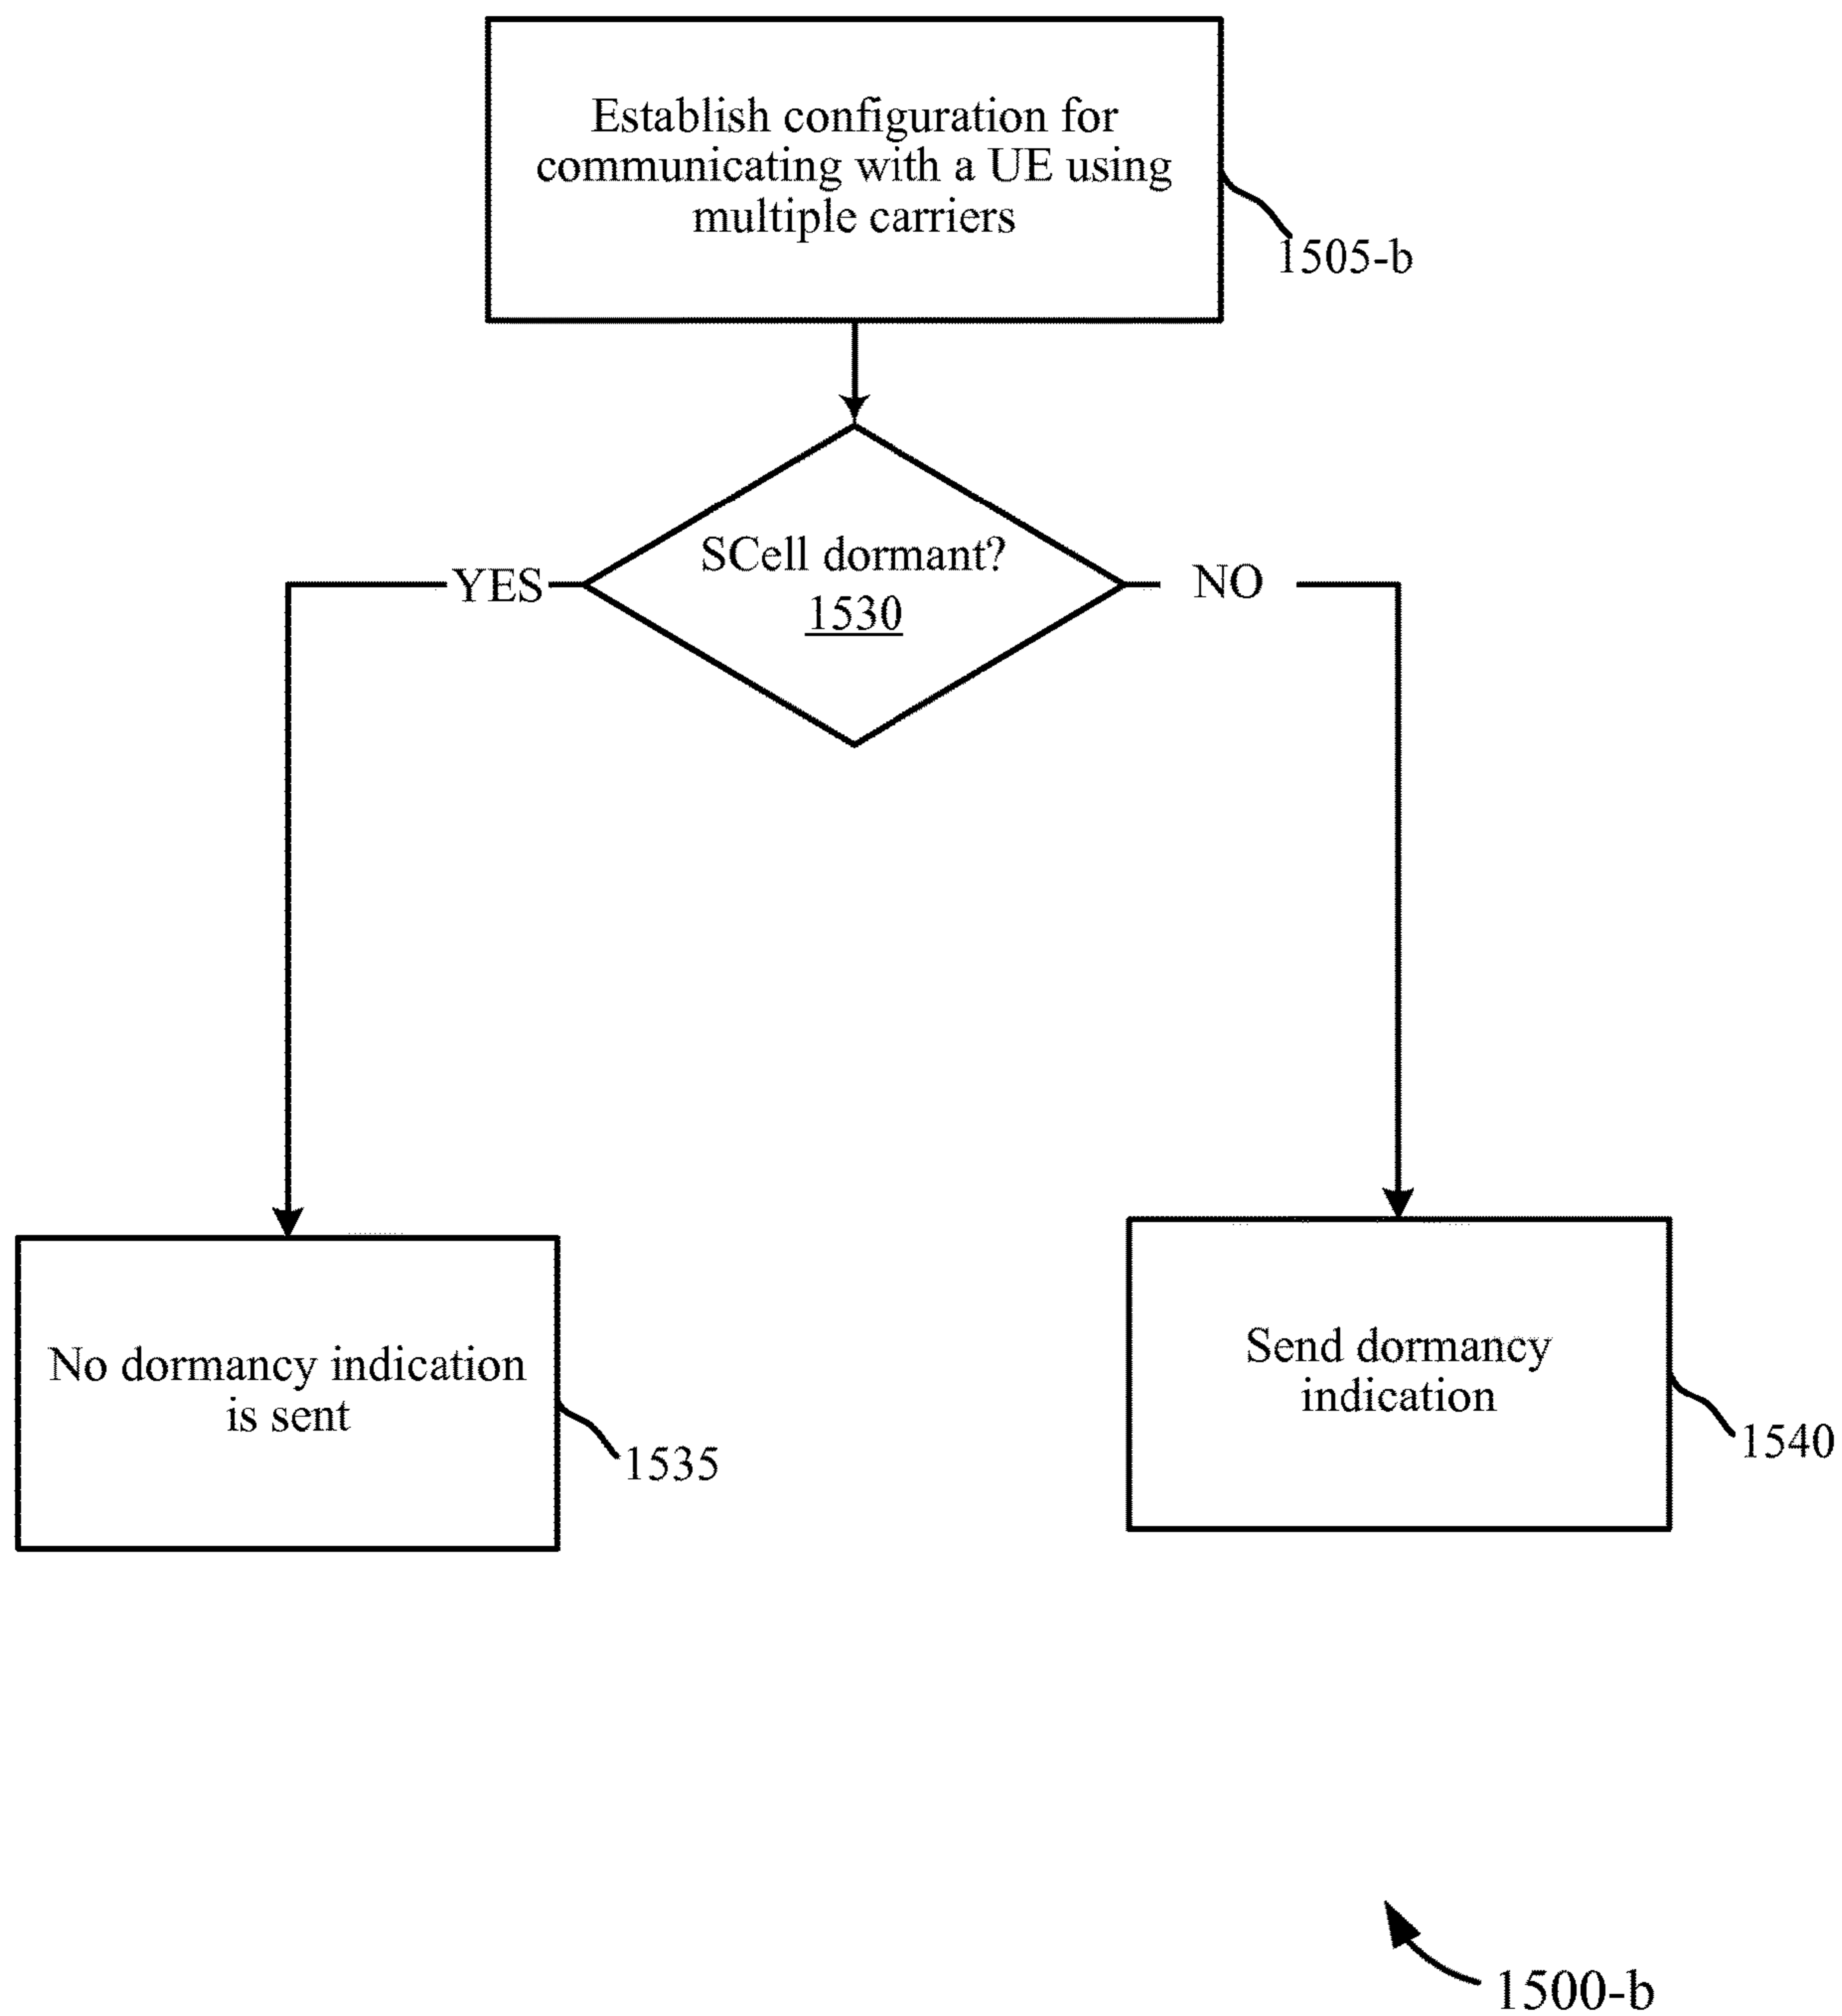 Establish configuration for
communicating with a UE using
multiple carriers
1505-b
SCell dormant?
1530
YES
NO
No dormancy indication
is sent
1535
Send dormancy
indication
1540
1500-b